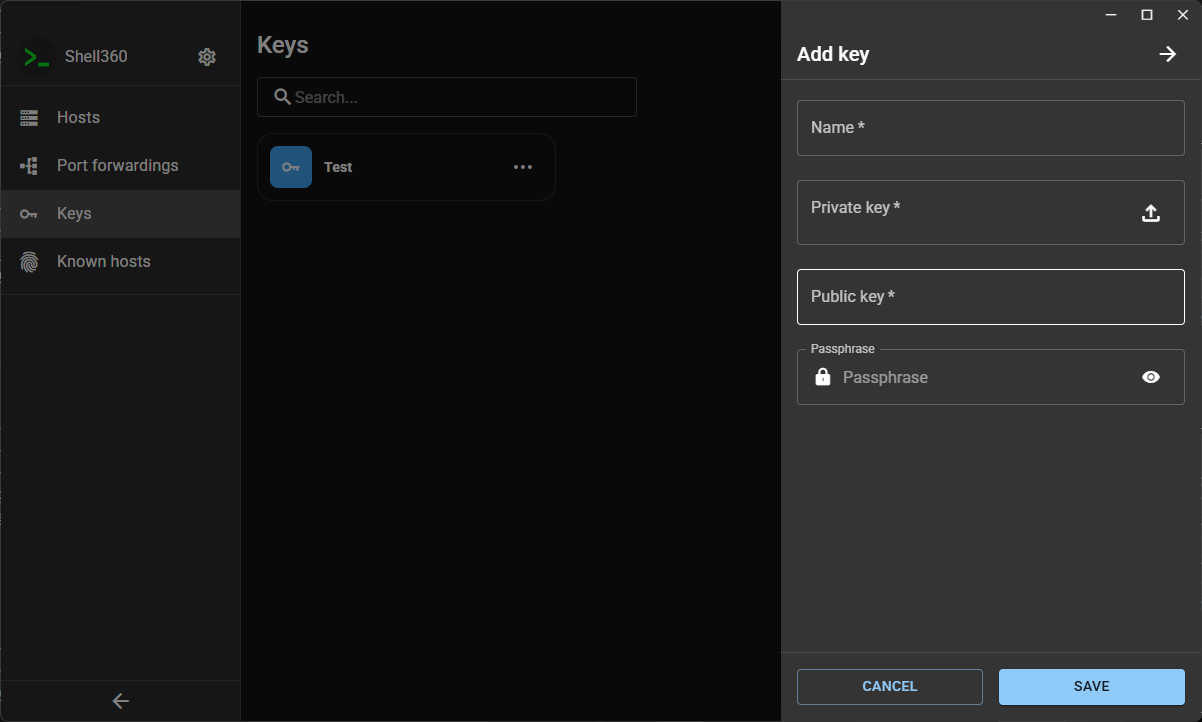 Shell360
Hosts
Port forwardings
Keys
Known hosts
Keys
Search...
Test
Add key
Name *
Private key *
Public key *
Passphrase
Passphrase
CANCEL
SAVE